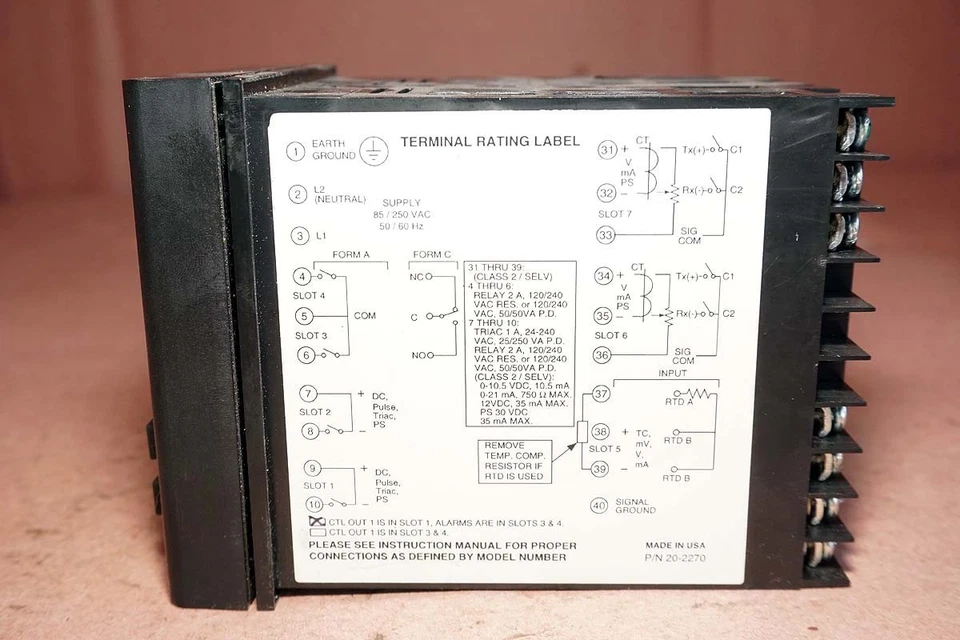 TERMINAL RATING LABEL
1 EARTH
GROUND
2 L2
(NEUTRAL)
SUPPLY
85 / 250 VAC
50 / 60 Hz
3 L1
FORM A
4
SLOT 4
5 COM
SLOT 3
6
FORM C
NC
C
NO
31 THRU 39:
(CLASS 2 / SELV)
4 THRU 6:
RELAY 2 A, 120/240
VAC RES. or 120/240
VAC, 50/50VA P.D.
7 THRU 10:
TRIAC 1 A, 24-240
VAC, 25/250 VA P.D.
RELAY 2 A, 120/240
VAC RES. or 120/240
VAC, 50/50VA P.D.
(CLASS 2 / SELV):
0-10.5 VDC, 10.5 mA
0-21 mA, 750 Ω MAX.
12VDC, 35 mA MAX.
PS 30 VDC
35 mA MAX.
7 + DC,
Pulse,
SLOT 2
Triac,
8 – PS
9 + DC,
Pulse,
SLOT 1
Triac,
10 – PS
REMOVE
TEMP. COMP.
RESISTOR IF
RTD IS USED
31 + CT Tx(+) C1
V
mA
PS
32 – Rx(-) C2
SLOT 7
33 SIG
COM
34 + CT Tx(+) C1
V
mA
PS
35 – Rx(-) C2
SLOT 6
36 SIG
COM
INPUT
37 RTD A
38 + TC,
mV,
V,
mA
RTD B
SLOT 5
39 – RTD B
40 SIGNAL
GROUND
CTL OUT 1 IS IN SLOT 1, ALARMS ARE IN SLOTS 3 & 4.
CTL OUT 1 IS IN SLOT 3 & 4.
PLEASE SEE INSTRUCTION MANUAL FOR PROPER
CONNECTIONS AS DEFINED BY MODEL NUMBER
MADE IN USA
P/N 20-2270